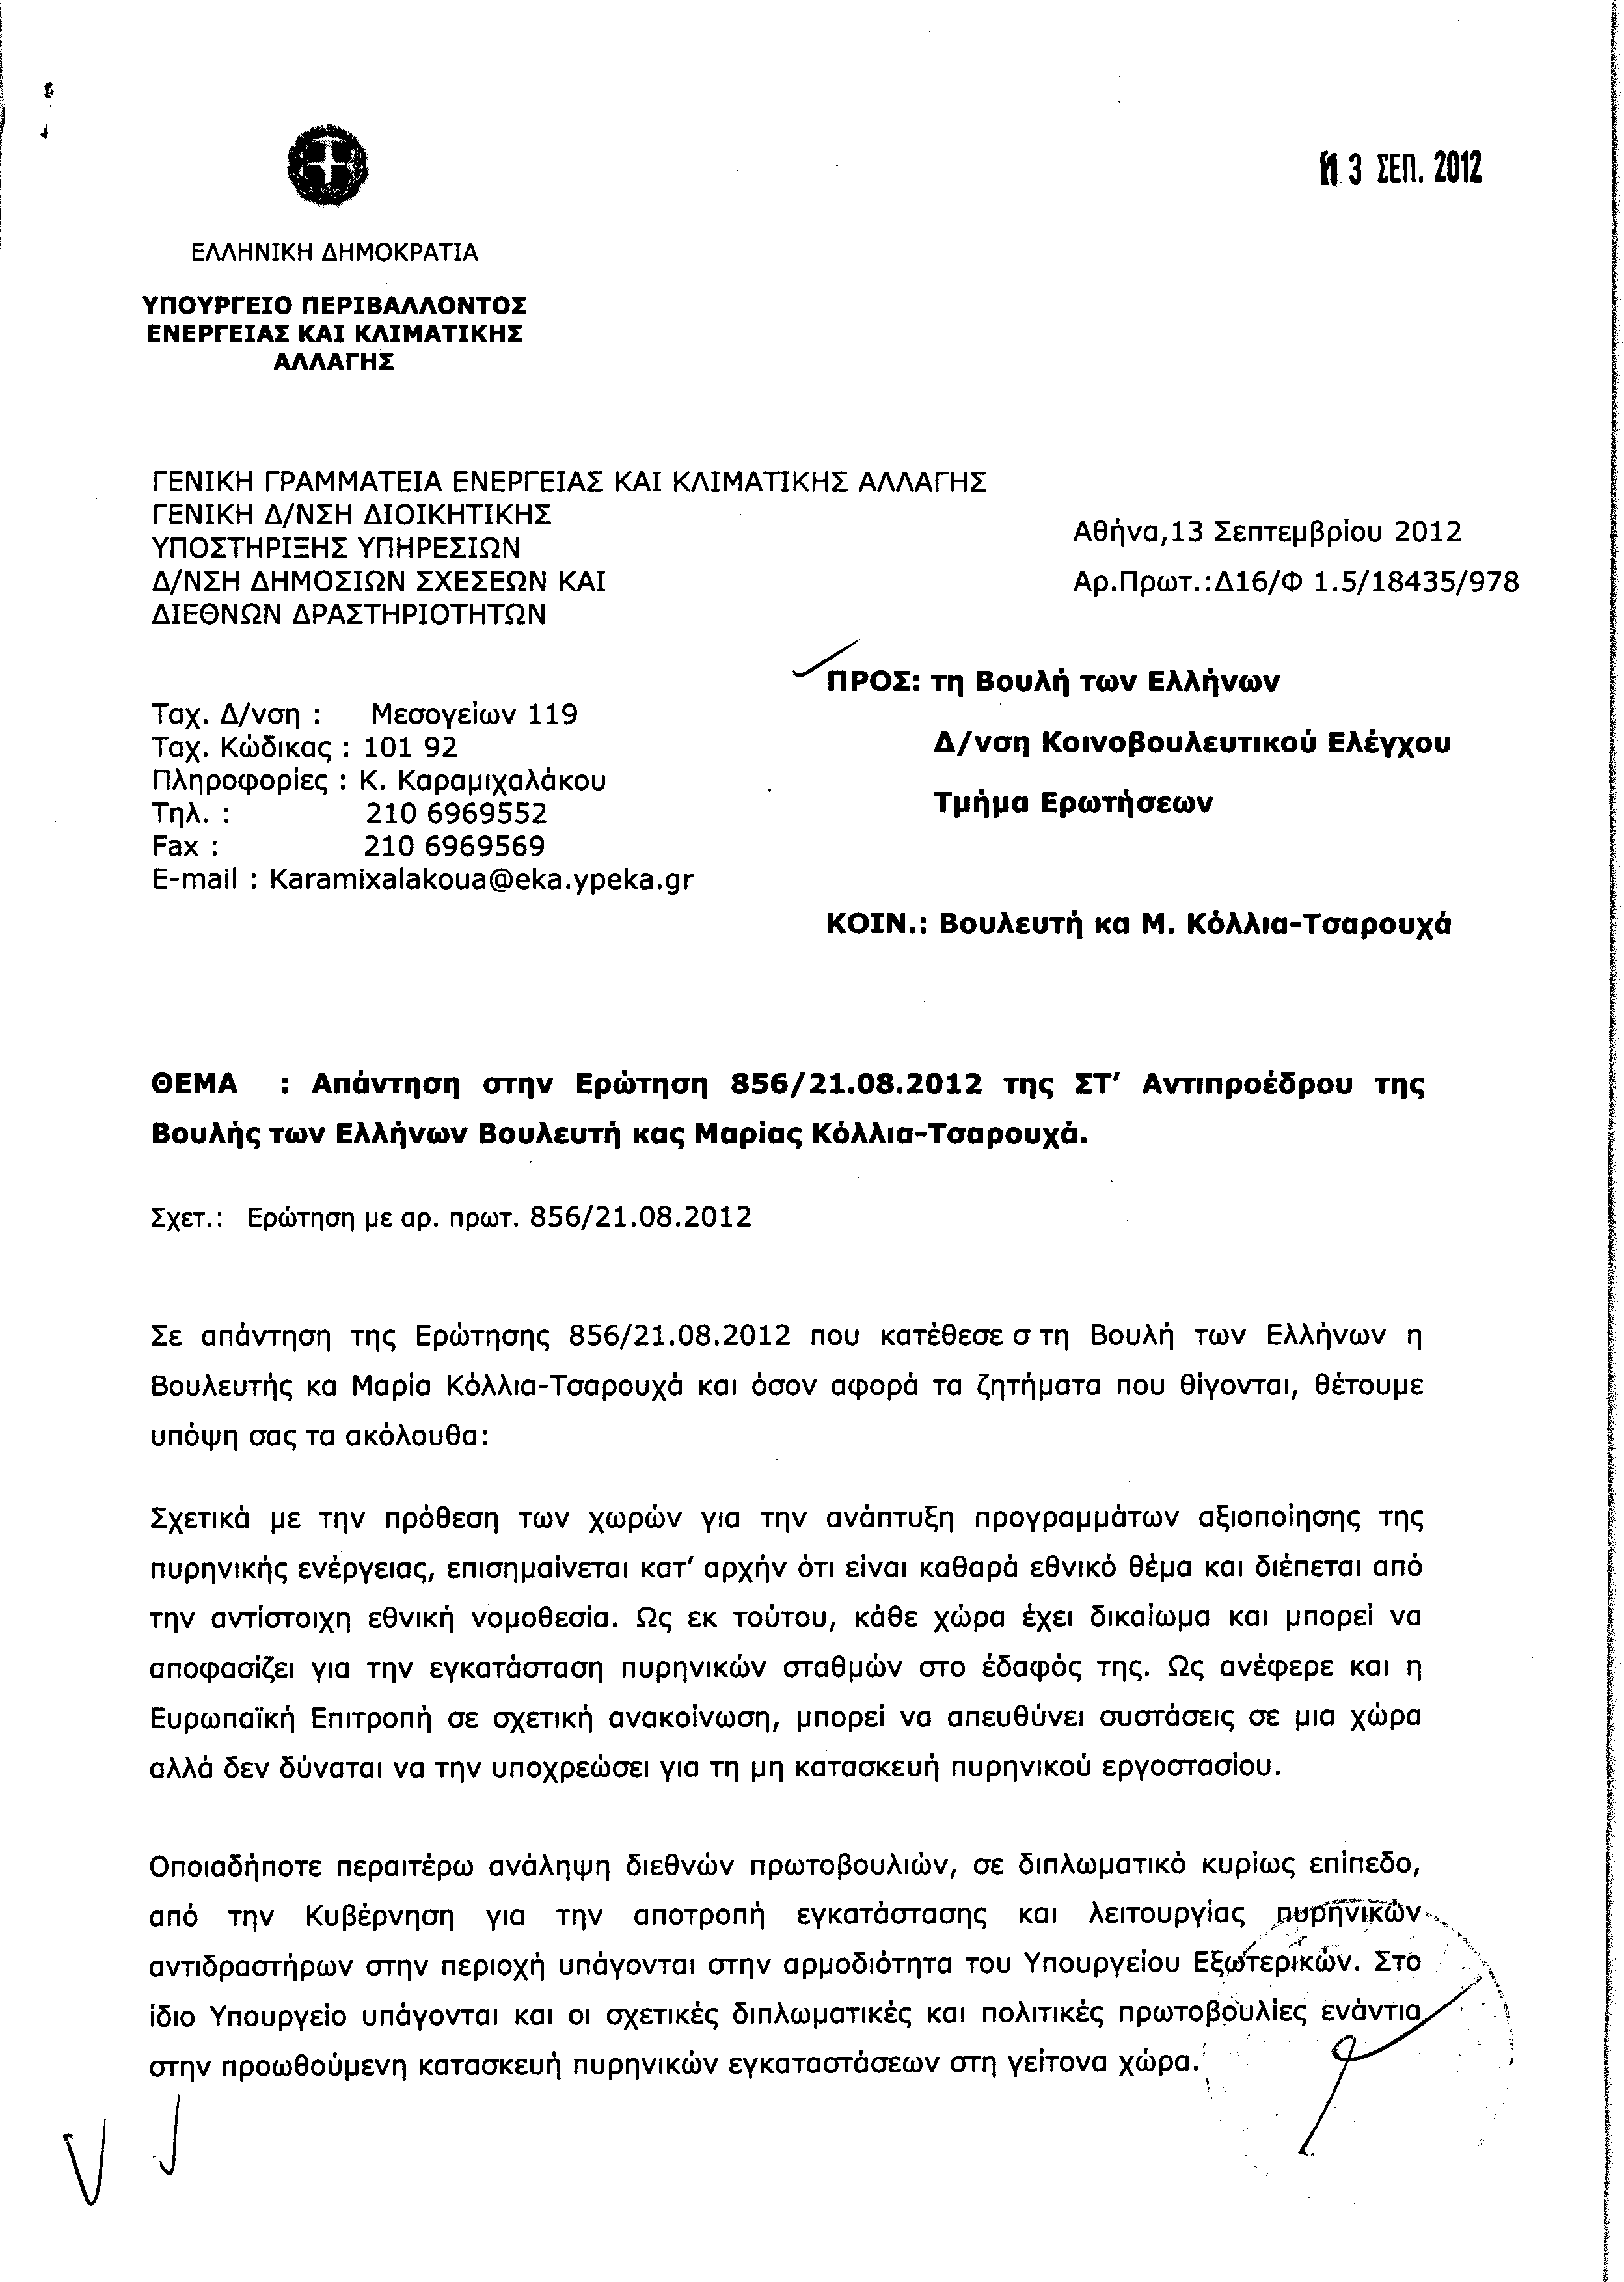 13 ΣΕΠ. 2012
ΕΛΛΗΝΙΚΗ ΔΗΜΟΚΡΑΤΙΑ
ΥΠΟΥΡΓΕΙΟ ΠΕΡΙΒΑΛΛΟΝΤΟΣ
ΕΝΕΡΓΕΙΑΣ ΚΑΙ ΚΛΙΜΑΤΙΚΗΣ
ΑΛΛΑΓΗΣ
ΓΕΝΙΚΗ ΓΡΑΜΜΑΤΕΙΑ ΕΝΕΡΓΕΙΑΣ ΚΑΙ ΚΛΙΜΑΤΙΚΗΣ ΑΛΛΑΓΗΣ
ΓΕΝΙΚΗ Δ/ΝΣΗ ΔΙΟΙΚΗΤΙΚΗΣ
ΥΠΟΣΤΗΡΙΞΗΣ ΥΠΗΡΕΣΙΩΝ
Δ/ΝΣΗ ΔΗΜΟΣΙΩΝ ΣΧΕΣΕΩΝ ΚΑΙ
ΔΙΕΘΝΩΝ ΔΡΑΣΤΗΡΙΟΤΗΤΩΝ
Αθήνα,13 Σεπτεμβρίου 2012
Αρ.Πρωτ.:Δ16/Φ 1.5/18435/978
Ταχ. Δ/νση : Μεσογείων 119
Ταχ. Κώδικας : 101 92
Πληροφορίες : Κ. Καραμιχαλάκου
Τηλ. : 210 6969552
Fax : 210 6969569
E-mail : Karamixalakoua@eka.ypeka.gr
ΠΡΟΣ: τη Βουλή των Ελλήνων
Δ/νση Κοινοβουλευτικού Ελέγχου
Τμήμα Ερωτήσεων
ΚΟΙΝ.: Βουλευτή κα Μ. Κόλλια-Τσαρουχά
ΘΕΜΑ : Απάντηση στην Ερώτηση 856/21.08.2012 της ΣΤ' Αντιπροέδρου της
Βουλής των Ελλήνων Βουλευτή κας Μαρίας Κόλλια-Τσαρουχά.
Σχετ.: Ερώτηση με αρ. πρωτ. 856/21.08.2012
Σε απάντηση της Ερώτησης 856/21.08.2012 που κατέθεσε σ τη Βουλή των Ελλήνων η
Βουλευτής κα Μαρία Κόλλια-Τσαρουχά και όσον αφορά τα ζητήματα που θίγονται, θέτουμε
υπόψη σας τα ακόλουθα:
Σχετικά με την πρόθεση των χωρών για την ανάπτυξη προγραμμάτων αξιοποίησης της
πυρηνικής ενέργειας, επισημαίνεται κατ' αρχήν ότι είναι καθαρά εθνικό θέμα και διέπεται από
την αντίστοιχη εθνική νομοθεσία. Ως εκ τούτου, κάθε χώρα έχει δικαίωμα και μπορεί να
αποφασίζει για την εγκατάσταση πυρηνικών σταθμών στο έδαφός της. Ως ανέφερε και η
Ευρωπαϊκή Επιτροπή σε σχετική ανακοίνωση, μπορεί να απευθύνει συστάσεις σε μια χώρα
αλλά δεν δύναται να την υποχρεώσει για τη μη κατασκευή πυρηνικού εργοστασίου.
Οποιαδήποτε περαιτέρω ανάληψη διεθνών πρωτοβουλιών, σε διπλωματικό κυρίως επίπεδο,
από την Κυβέρνηση για την αποτροπή εγκατάστασης και λειτουργίας πυρηνικών
αντιδραστήρων στην περιοχή υπάγονται στην αρμοδιότητα του Υπουργείου Εξωτερικών. Στο
ίδιο Υπουργείο υπάγονται και οι σχετικές διπλωματικές και πολιτικές πρωτοβουλίες ενάντια
στην προωθούμενη κατασκευή πυρηνικών εγκαταστάσεων στη γείτονα χώρα.